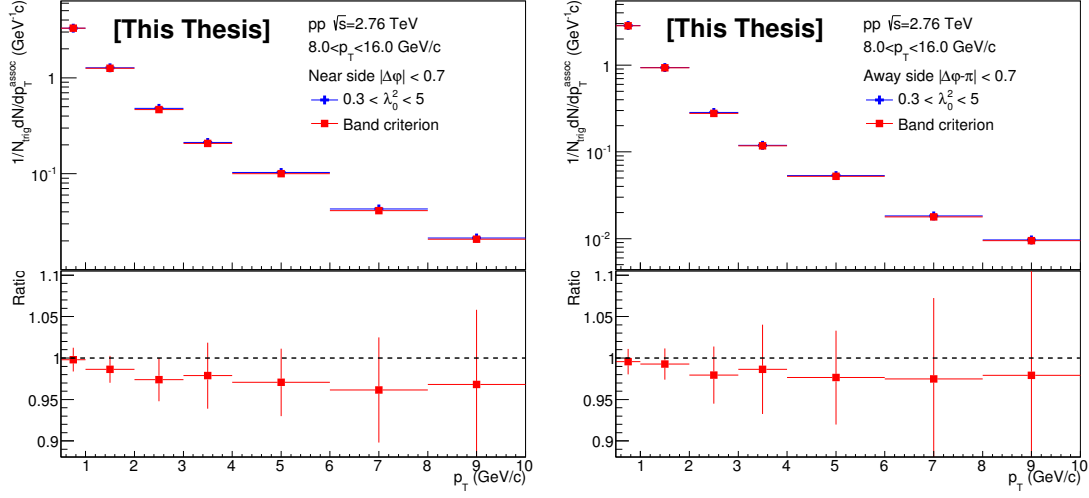 [This Thesis]
pp √s=2.76 TeV
8.0<p_T<16.0 GeV/c
Near side |Δφ| < 0.7
0.3 < λ₀² < 5
Band criterion
1/N_trig dN/dp_T^assoc (GeV⁻¹c)
1
10⁻¹
Ratio
1.1
1.05
1
0.95
0.9
1 2 3 4 5 6 7 8 9 10
p_T (GeV/c)
[This Thesis]
pp √s=2.76 TeV
8.0<p_T<16.0 GeV/c
Away side |Δφ-π| < 0.7
0.3 < λ₀² < 5
Band criterion
1/N_trig dN/dp_T^assoc (GeV⁻¹c)
1
10⁻¹
10⁻²
Ratio
1.1
1.05
1
0.95
0.9
1 2 3 4 5 6 7 8 9 10
p_T (GeV/c)